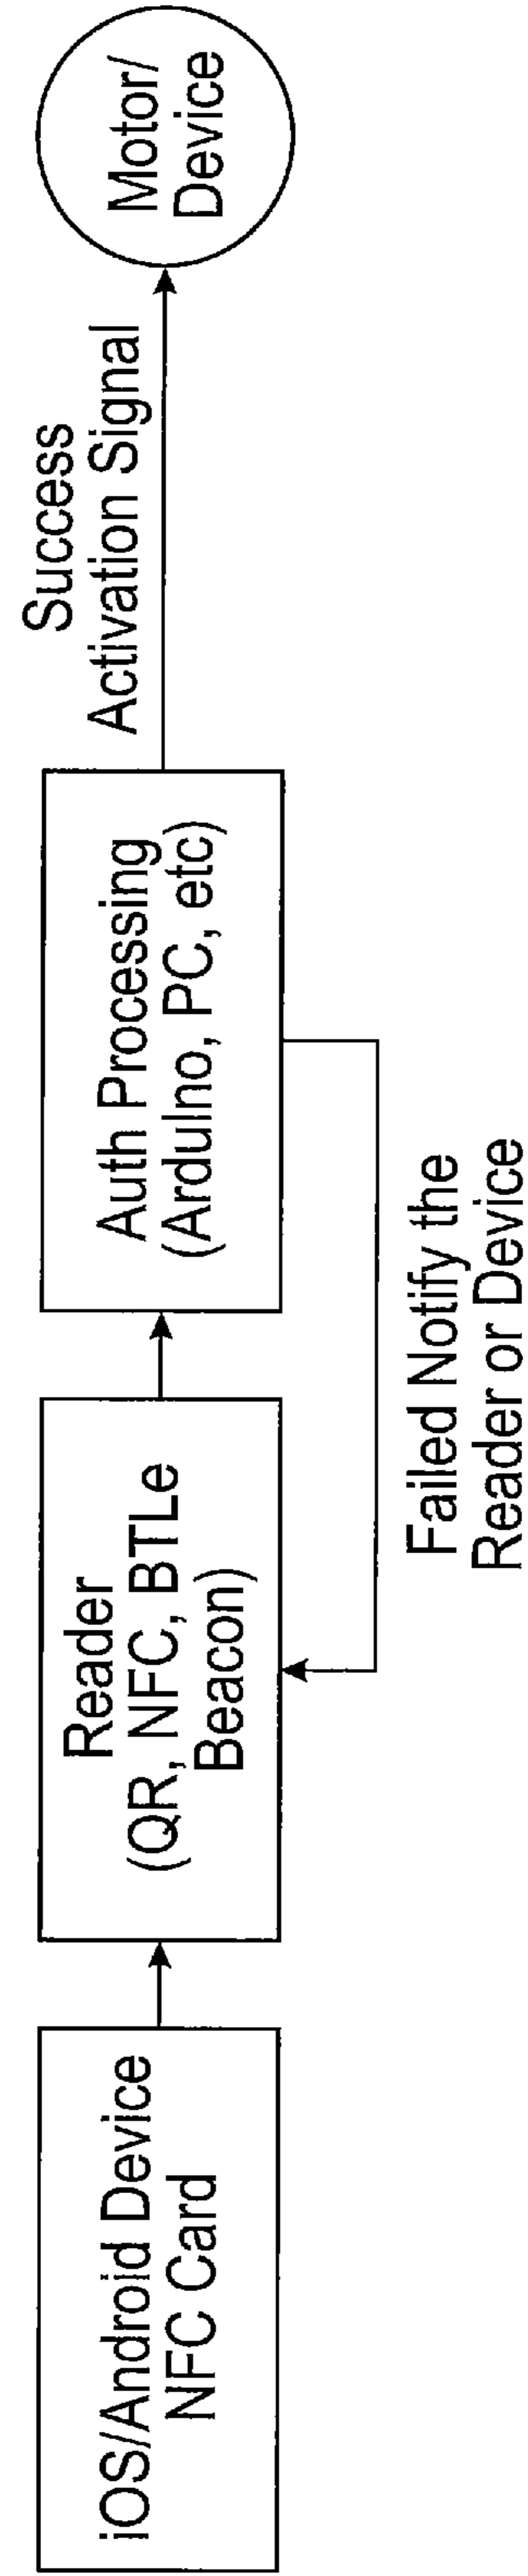 iOS/Android Device
NFC Card
Reader
(QR, NFC, BTLe
Beacon)
Auth Processing
(Ardulno, PC, etc)
Success
Activation Signal
Motor/
Device
Failed Notify the
Reader or Device